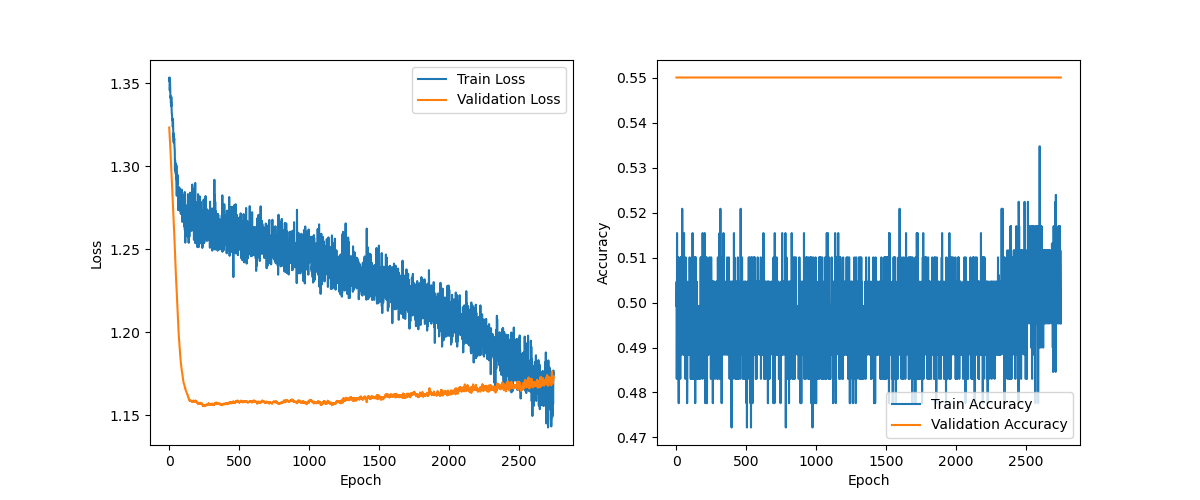 Train Loss
Validation Loss
1.35
1.30
1.25
1.20
1.15
Loss
0 500 1000 1500 2000 2500
Epoch
0.55
0.54
0.53
0.52
0.51
0.50
0.49
0.48
0.47
Accuracy
Train Accuracy
Validation Accuracy
0 500 1000 1500 2000 2500
Epoch